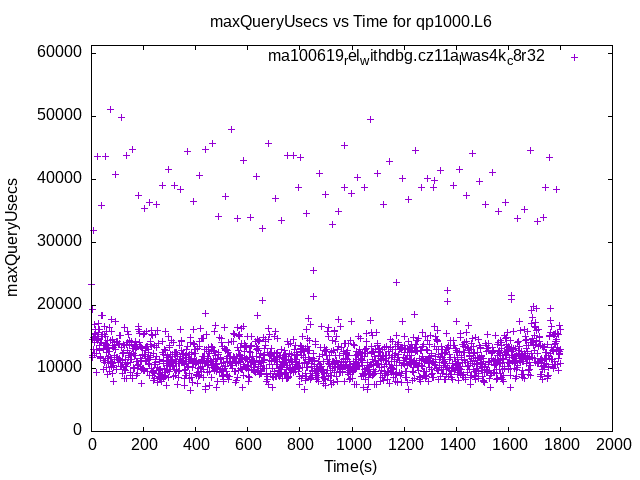 maxQueryUsecs vs Time for qp1000.L6
ma100619relwithdbg.cz11alwas4kc8r32
60000
50000
40000
30000
20000
10000
0
maxQueryUsecs
0 200 400 600 800 1000 1200 1400 1600 1800 2000
Time(s)